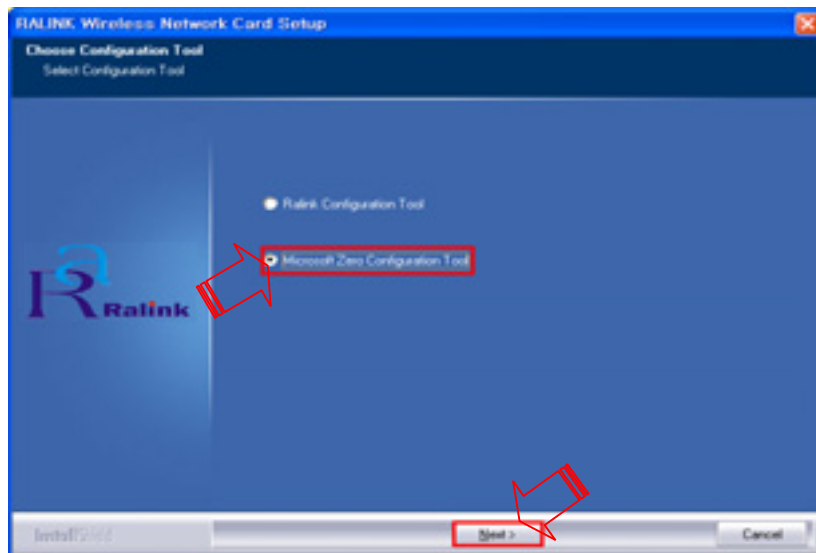 RALINK Wireless Network Card Setup
Choose Configuration Tool
Select Configuration Tool
Ralink Configuration Tool
Microsoft Zero Configuration Tool
Ralink
InstallShield
Next >
Cancel